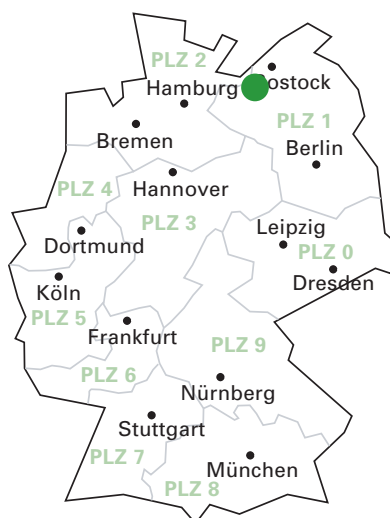 PLZ 2
Hamburg
ostock
PLZ 1
Bremen
Berlin
PLZ 4
Hannover
PLZ 3
Leipzig
Dortmund
PLZ 0
Köln
Dresden
PLZ 5
Frankfurt
PLZ 9
PLZ 6
Nürnberg
Stuttgart
PLZ 7
München
PLZ 8